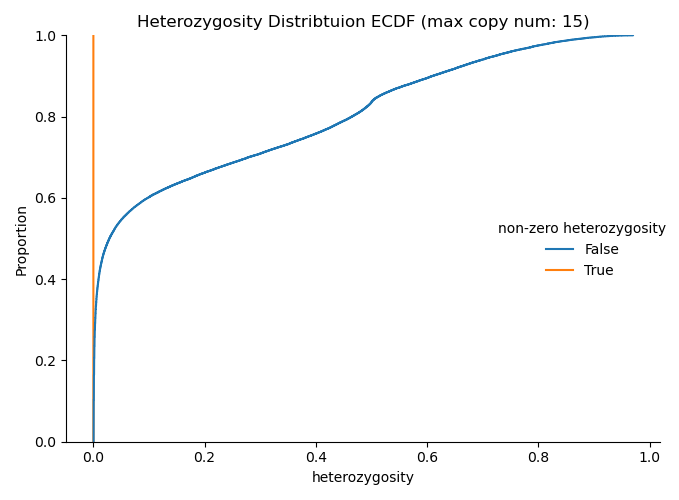 Heterozygosity Distribtuion ECDF (max copy num: 15)
1.0
0.8
0.6
0.4
0.2
0.0
Proportion
non-zero heterozygosity
False
True
0.0 0.2 0.4 0.6 0.8 1.0
heterozygosity